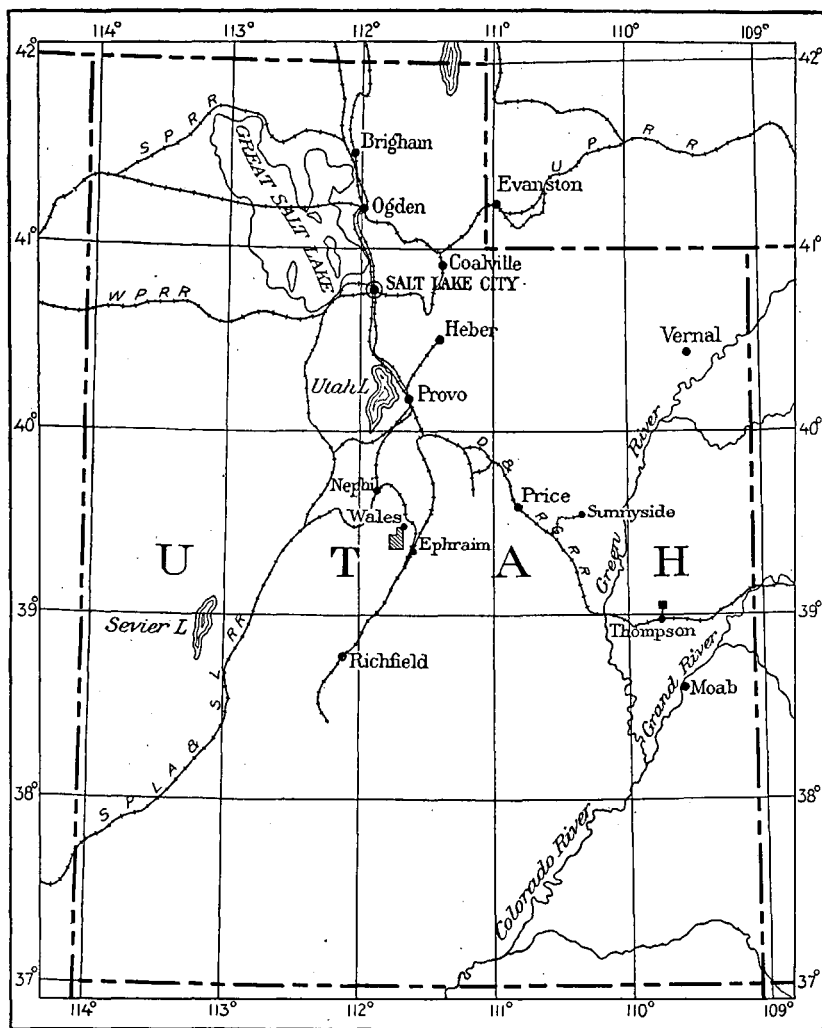 114° 113° 112° 111° 110° 109°
42° 42°
S P R R
Brigham
GREAT SALT LAKE
U P R R
Evanston
Ogden
41° 41°
Coalville
SALT LAKE CITY
W P R R
Heber
Vernal
Utah L
Provo
River
40° 40°
D & R G R R
Nephi
Price
Sunnyside
Wales
Ephraim
U T A H
Green
39° 39°
Sevier L
Thompson
Richfield
Grand River
Moab
S P L A & S L R R
38° 38°
Colorado River
37° 37°
114° 113° 112° 111° 110° 109°